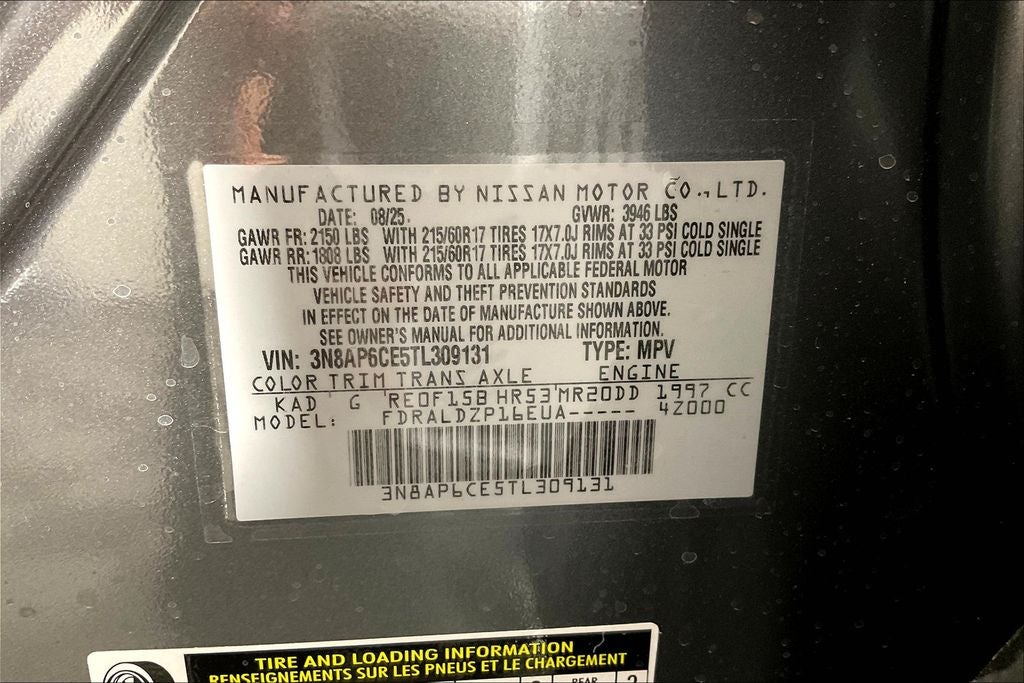 MANUFACTURED BY NISSAN MOTOR CO.,LTD.
DATE: 08/25. GVWR: 3946 LBS
GAWR FR: 2150 LBS WITH 215/60R17 TIRES 17X7.0J RIMS AT 33 PSI COLD SINGLE
GAWR RR: 1808 LBS WITH 215/60R17 TIRES 17X7.0J RIMS AT 33 PSI COLD SINGLE
THIS VEHICLE CONFORMS TO ALL APPLICABLE FEDERAL MOTOR
VEHICLE SAFETY AND THEFT PREVENTION STANDARDS
IN EFFECT ON THE DATE OF MANUFACTURE SHOWN ABOVE.
SEE OWNER'S MANUAL FOR ADDITIONAL INFORMATION.
VIN: 3N8AP6CE5TL309131 TYPE: MPV
COLOR TRIM TRANS AXLE ENGINE
KAD G RE0F15B HR53 MR20DD 1997 CC
MODEL: FDRALDZP16EUA----- 4Z000
3N8AP6CE5TL309131
TIRE AND LOADING INFORMATION
RENSEIGNEMENTS SUR LES PNEUS ET LE CHARGEMENT
REAR 2